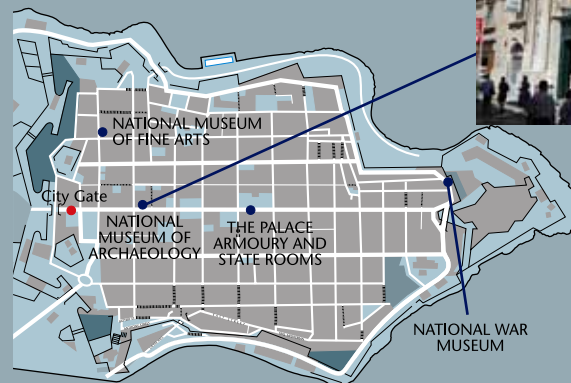 NATIONAL MUSEUM
OF FINE ARTS
City Gate
NATIONAL
MUSEUM OF
ARCHAEOLOGY
THE PALACE
ARMOURY AND
STATE ROOMS
NATIONAL WAR
MUSEUM